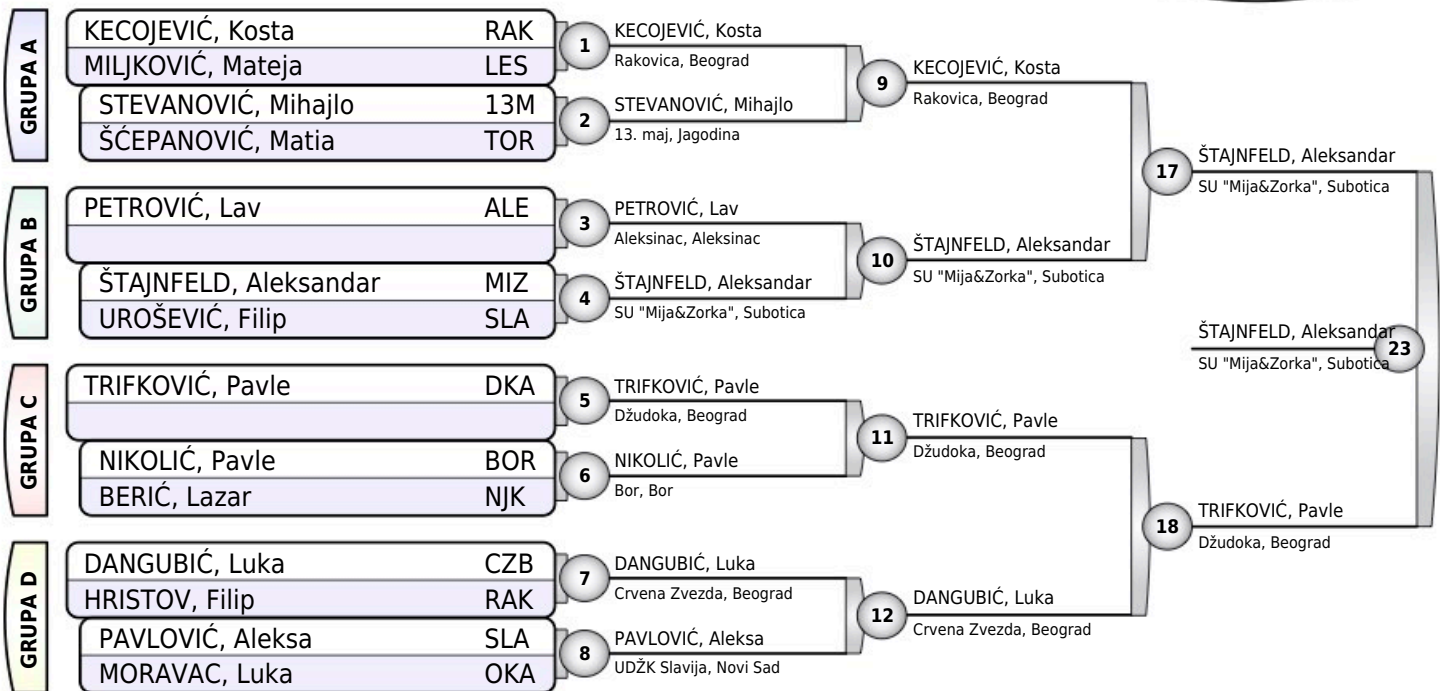 GRUPA A
KECOJEVIĆ, Kosta RAK
MILJKOVIĆ, Mateja LES
STEVANOVIĆ, Mihajlo 13M
ŠĆEPANOVIĆ, Matia TOR
GRUPA B
PETROVIĆ, Lav ALE
ŠTAJNFELD, Aleksandar MIZ
UROŠEVIĆ, Filip SLA
GRUPA C
TRIFKOVIĆ, Pavle DKA
NIKOLIĆ, Pavle BOR
BERIĆ, Lazar NJK
GRUPA D
DANGUBIĆ, Luka CZB
HRISTOV, Filip RAK
PAVLOVIĆ, Aleksa SLA
MORAVAC, Luka OKA
1
KECOJEVIĆ, Kosta
Rakovica, Beograd
2
STEVANOVIĆ, Mihajlo
13. maj, Jagodina
3
PETROVIĆ, Lav
Aleksinac, Aleksinac
4
ŠTAJNFELD, Aleksandar
SU "Mija&Zorka", Subotica
5
TRIFKOVIĆ, Pavle
Džudoka, Beograd
6
NIKOLIĆ, Pavle
Bor, Bor
7
DANGUBIĆ, Luka
Crvena Zvezda, Beograd
8
PAVLOVIĆ, Aleksa
UDŽK Slavija, Novi Sad
9
KECOJEVIĆ, Kosta
Rakovica, Beograd
10
ŠTAJNFELD, Aleksandar
SU "Mija&Zorka", Subotica
11
TRIFKOVIĆ, Pavle
Džudoka, Beograd
12
DANGUBIĆ, Luka
Crvena Zvezda, Beograd
17
ŠTAJNFELD, Aleksandar
SU "Mija&Zorka", Subotica
18
TRIFKOVIĆ, Pavle
Džudoka, Beograd
ŠTAJNFELD, Aleksandar
SU "Mija&Zorka", Subotica
23